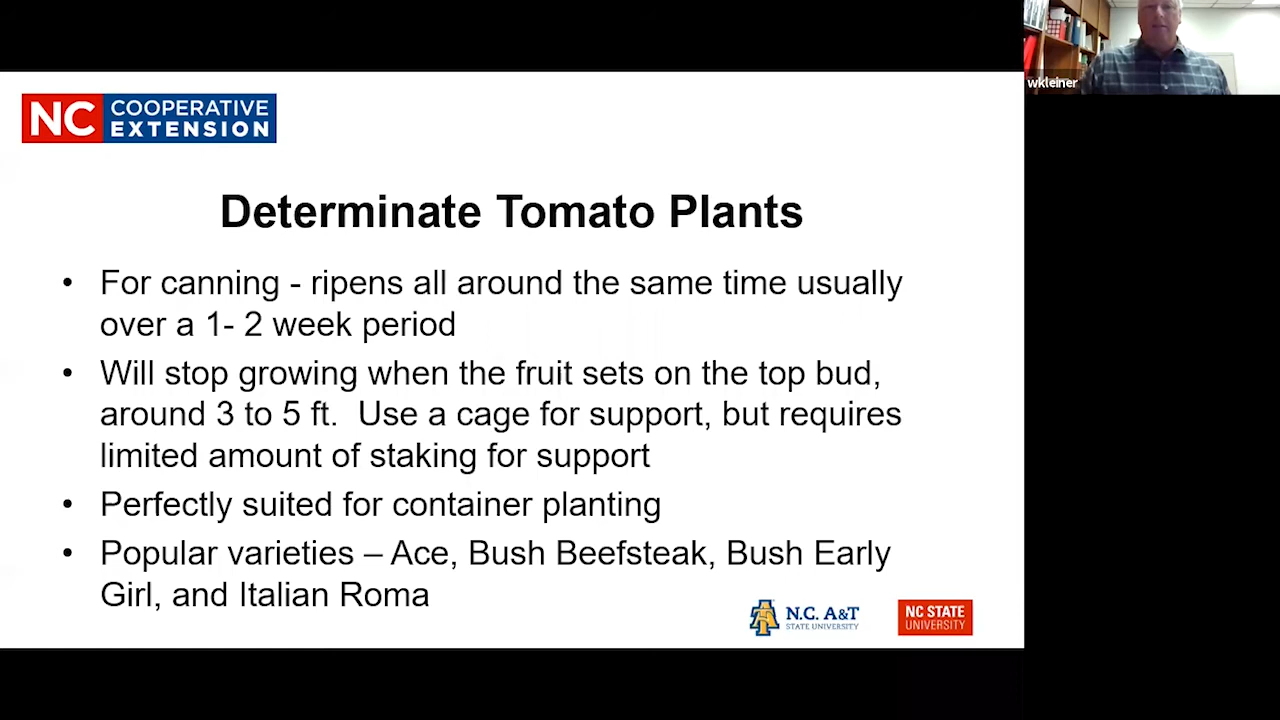 wkleiner
NC COOPERATIVE
EXTENSION
Determinate Tomato Plants
• For canning - ripens all around the same time usually
over a 1- 2 week period
• Will stop growing when the fruit sets on the top bud,
around 3 to 5 ft.  Use a cage for support, but requires
limited amount of staking for support
• Perfectly suited for container planting
• Popular varieties – Ace, Bush Beefsteak, Bush Early
Girl, and Italian Roma
N.C. A&T
STATE UNIVERSITY
NC STATE
UNIVERSITY